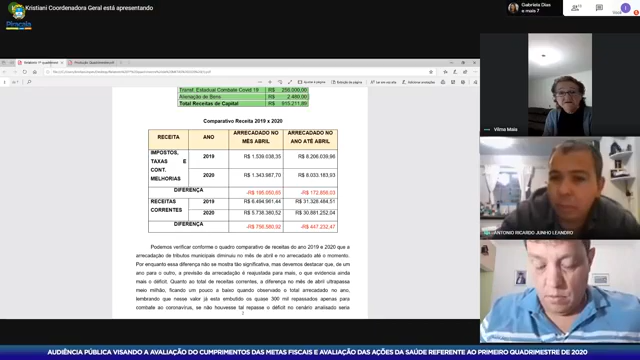 Kristiani Coordenadora Geral está apresentando
Gabriela Dias
e mais 7
Piracaia
Transf. Estadual Combate Covid 19 R$ 256.000,00
Alienação de Bens R$ 2.480,00
Total Receitas de Capital R$ 915.211,89
Comparativo Receita 2019 x 2020
RECEITA ANO ARRECADADO NO MÊS ABRIL ARRECADADO NO ANO ATÉ ABRIL
IMPOSTOS, TAXAS E CONT. MELHORIAS 2019 R$ 1.539.038,35 R$ 8.206.039,96
2020 R$ 1.343.987,70 R$ 8.033.183,93
DIFERENÇA -R$ 195.050,65 -R$ 172.856,03
RECEITAS CORRENTES 2019 R$ 6.494.961,44 R$ 31.328.484,51
2020 R$ 5.738.380,52 R$ 30.881.252,04
DIFERENÇA -R$ 756.580,92 -R$ 447.232,47
Podemos verificar conforme o quadro comparativo de receitas do ano 2019 e 2020 que a
arrecadação de tributos municipais diminuiu no mês de abril e no arrecadado até o momento.
Por enquanto essa diferença não se mostra tão significativa, mas devemos destacar que, de um
ano para o outro, a previsão da arrecadação é reajustada para mais, o que evidencia ainda
mais o déficit. Quanto ao total de receitas correntes, a diferença no mês de abril ultrapassa
meio milhão, ficando um pouco a baixo quando observado o total arrecadado no ano,
lembrando que nesse valor já está embutido os quase 300 mil repassados apenas para
combate ao coronavírus, se não houvesse tal repasse o déficit no cenário analisado seria
Vilma Mais
ANTONIO RICARDO JUNHO LEANDRO
AUDIÊNCIA PÚBLICA VISANDO A AVALIAÇÃO DO CUMPRIMENTOS DAS METAS FISCAIS E AVALIAÇÃO DAS AÇÕES DA SAÚDE REFERENTE AO PRIMEIRO QUADRIMESTRE DE 2020